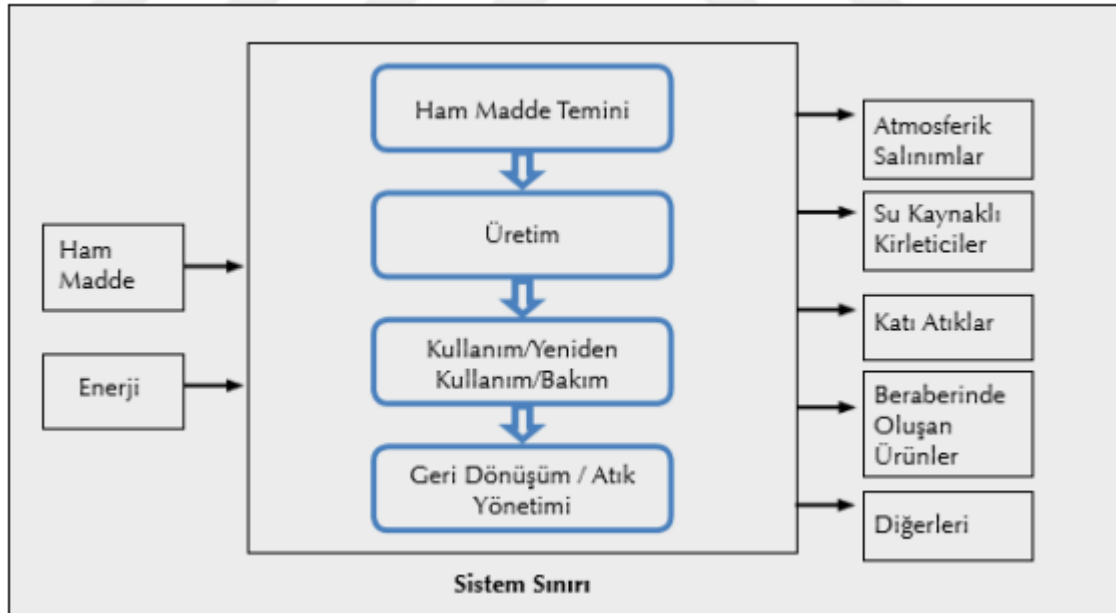 Ham
Madde
Enerji
Ham Madde Temini
Üretim
Kullanım/Yeniden
Kullanım/Bakım
Geri Dönüşüm / Atık
Yönetimi
Atmosferik
Salınımlar
Su Kaynaklı
Kirleticiler
Katı Atıklar
Beraberinde
Oluşan
Ürünler
Diğerleri
Sistem Sınırı